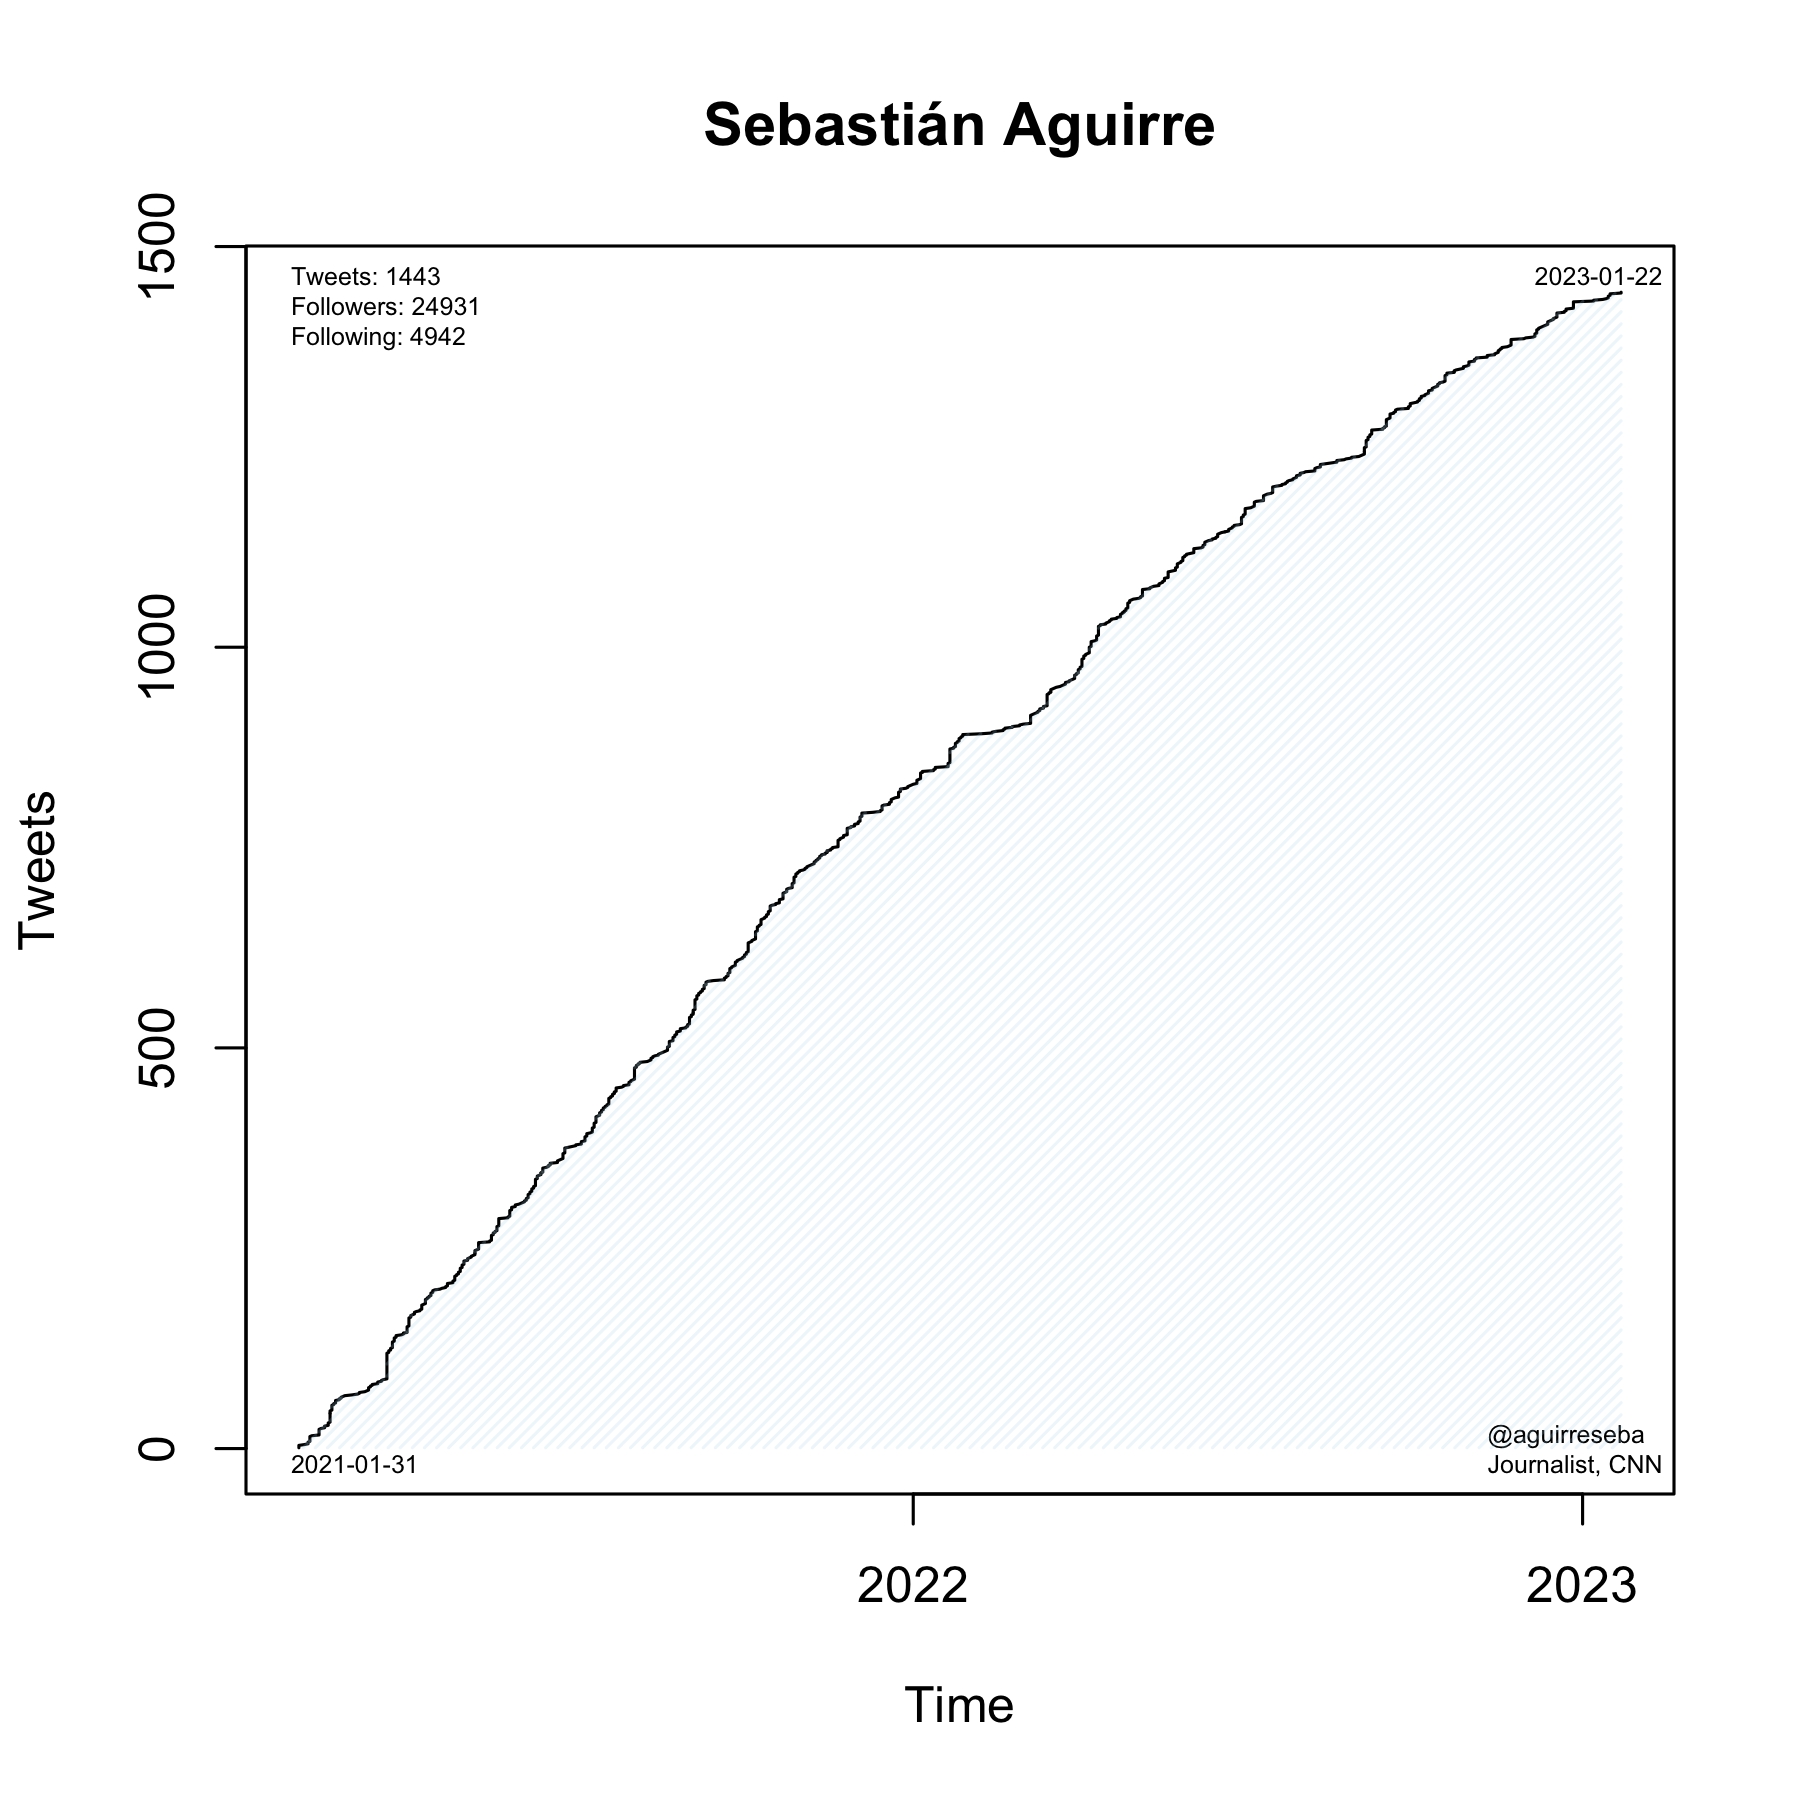 Sebastián Aguirre
1500
1000
500
0
Tweets
Tweets: 1443
Followers: 24931
Following: 4942
2023-01-22
2021-01-31
@aguirreseba
Journalist, CNN
2022
2023
Time